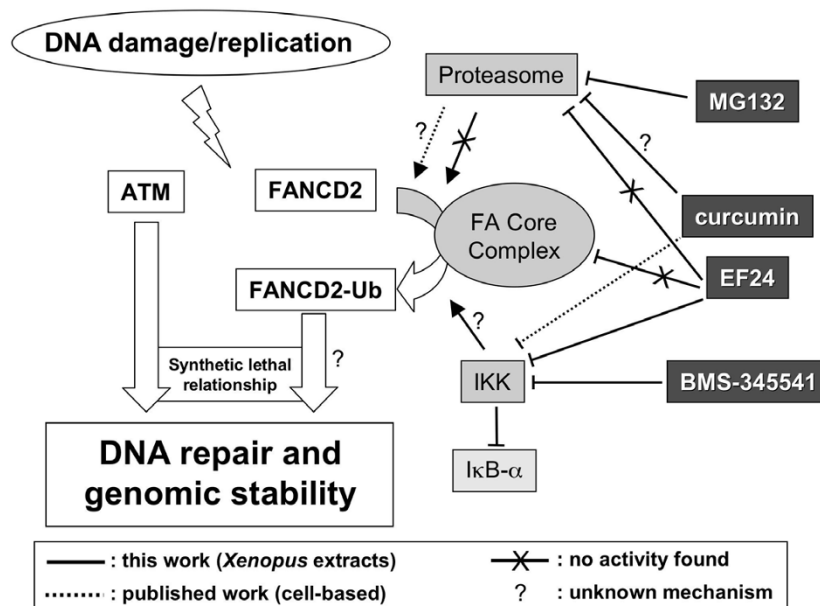 DNA damage/replication
Proteasome
MG132
?
?
ATM
FANCD2
curcumin
FA Core
Complex
EF24
FANCD2-Ub
?
Synthetic lethal
relationship
?
IKK
BMS-345541
DNA repair and
genomic stability
IκB-α
: this work (Xenopus extracts)
: no activity found
: published work (cell-based)
? : unknown mechanism